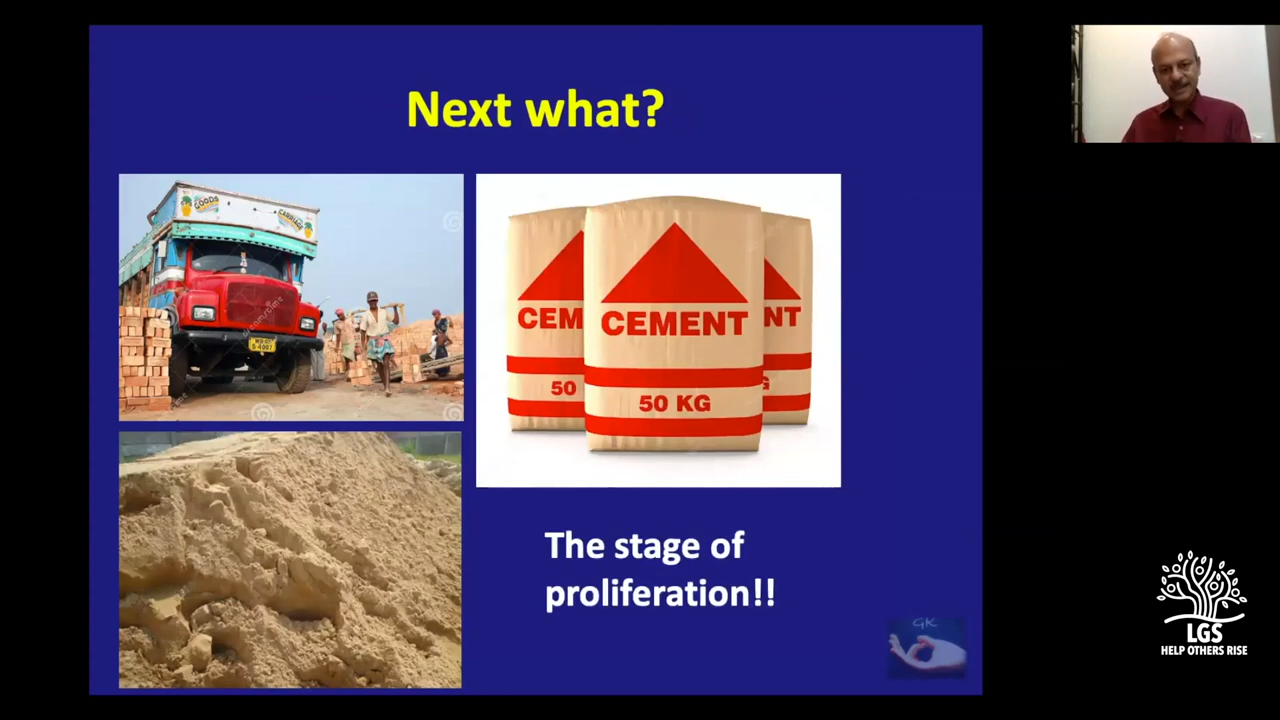 Next what?
GOODS
CARRIAGE
dreamstime
CEM
CEMENT
NT
50
50 KG
G
The stage of
proliferation!!
GK
LGS
HELP OTHERS RISE